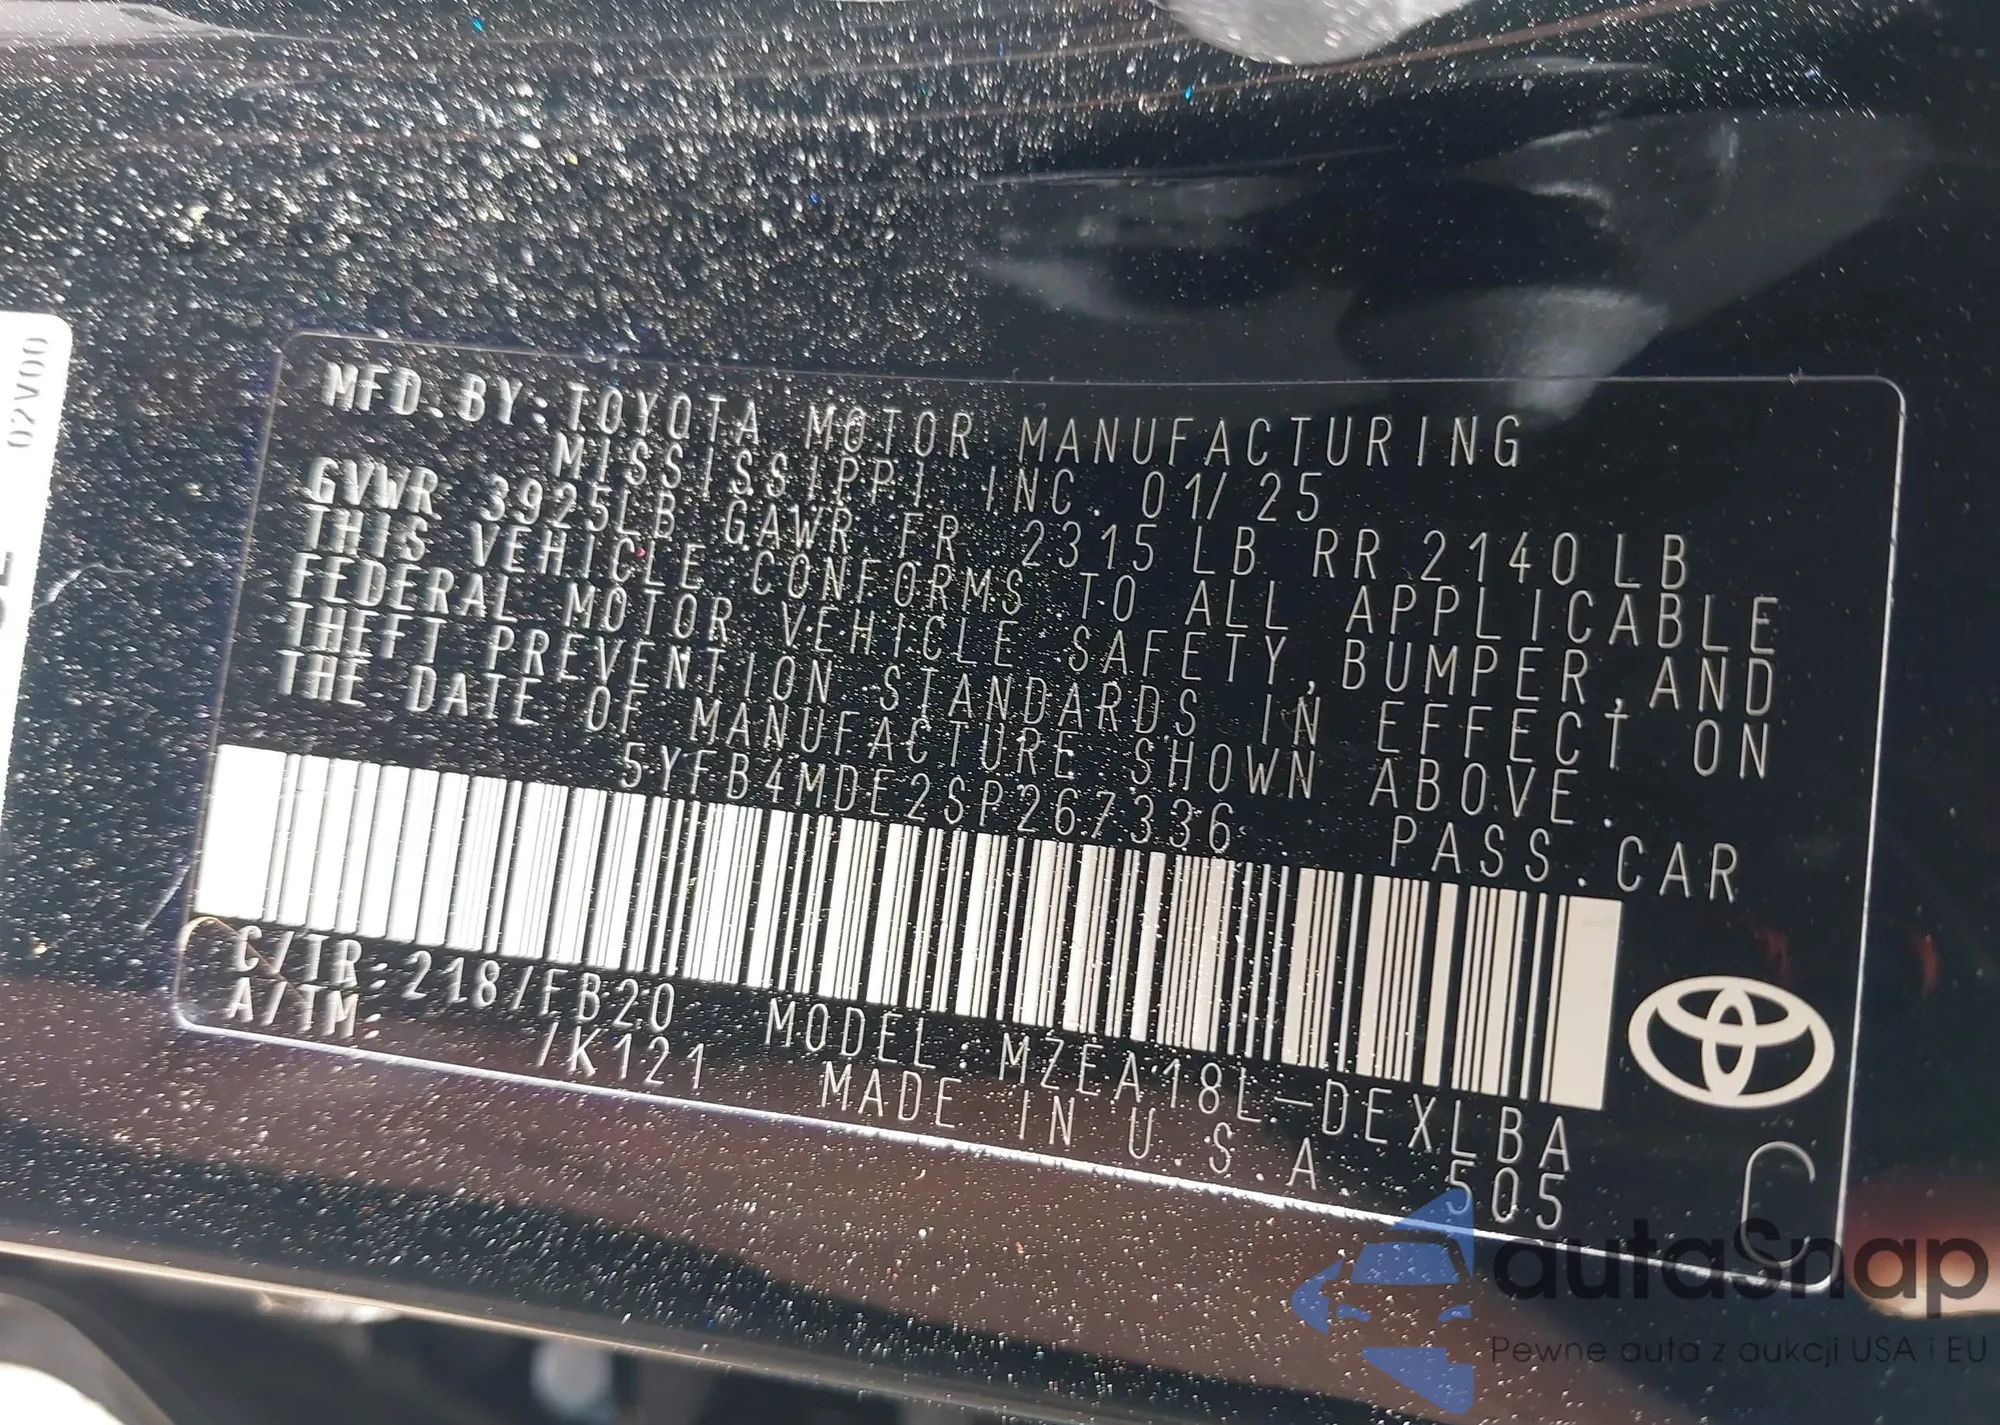 02V00
MFD.BY:TOYOTA MOTOR MANUFACTURING
MISSISSIPPI, INC 01/25
GVWR 3925LB GAWR FR 2315LB RR 2140LB
THIS VEHICLE CONFORMS TO ALL APPLICABLE
FEDERAL MOTOR VEHICLE SAFETY,BUMPER,AND
THEFT PREVENTION STANDARDS IN EFFECT ON
THE DATE OF MANUFACTURE SHOWN ABOVE.
5YFB4MDE2SP267336 PASS.CAR
C/TR:218/FB20 MODEL:MZEA18L-DEXLBA
A/TM: /K121 MADE IN U.S.A. 505
C
autaSnap
Pewne auta z aukcji USA i EU